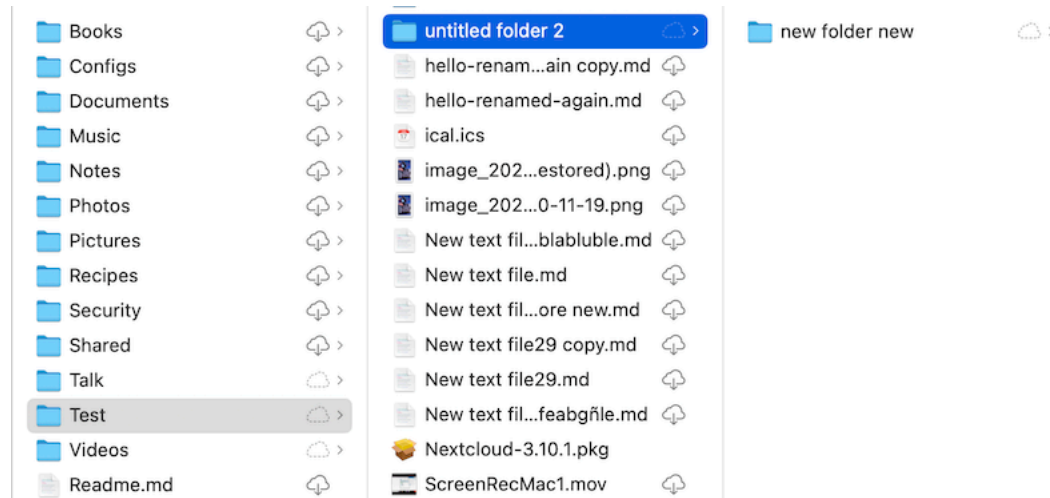 Books
Configs
Documents
Music
Notes
Photos
Pictures
Recipes
Security
Shared
Talk
Test
Videos
Readme.md
untitled folder 2
hello-renam...ain copy.md
hello-renamed-again.md
ical.ics
image_202...estored).png
image_202...0-11-19.png
New text fil...blabluble.md
New text file.md
New text fil...ore new.md
New text file29 copy.md
New text file29.md
New text fil...feabgñle.md
Nextcloud-3.10.1.pkg
ScreenRecMac1.mov
new folder new